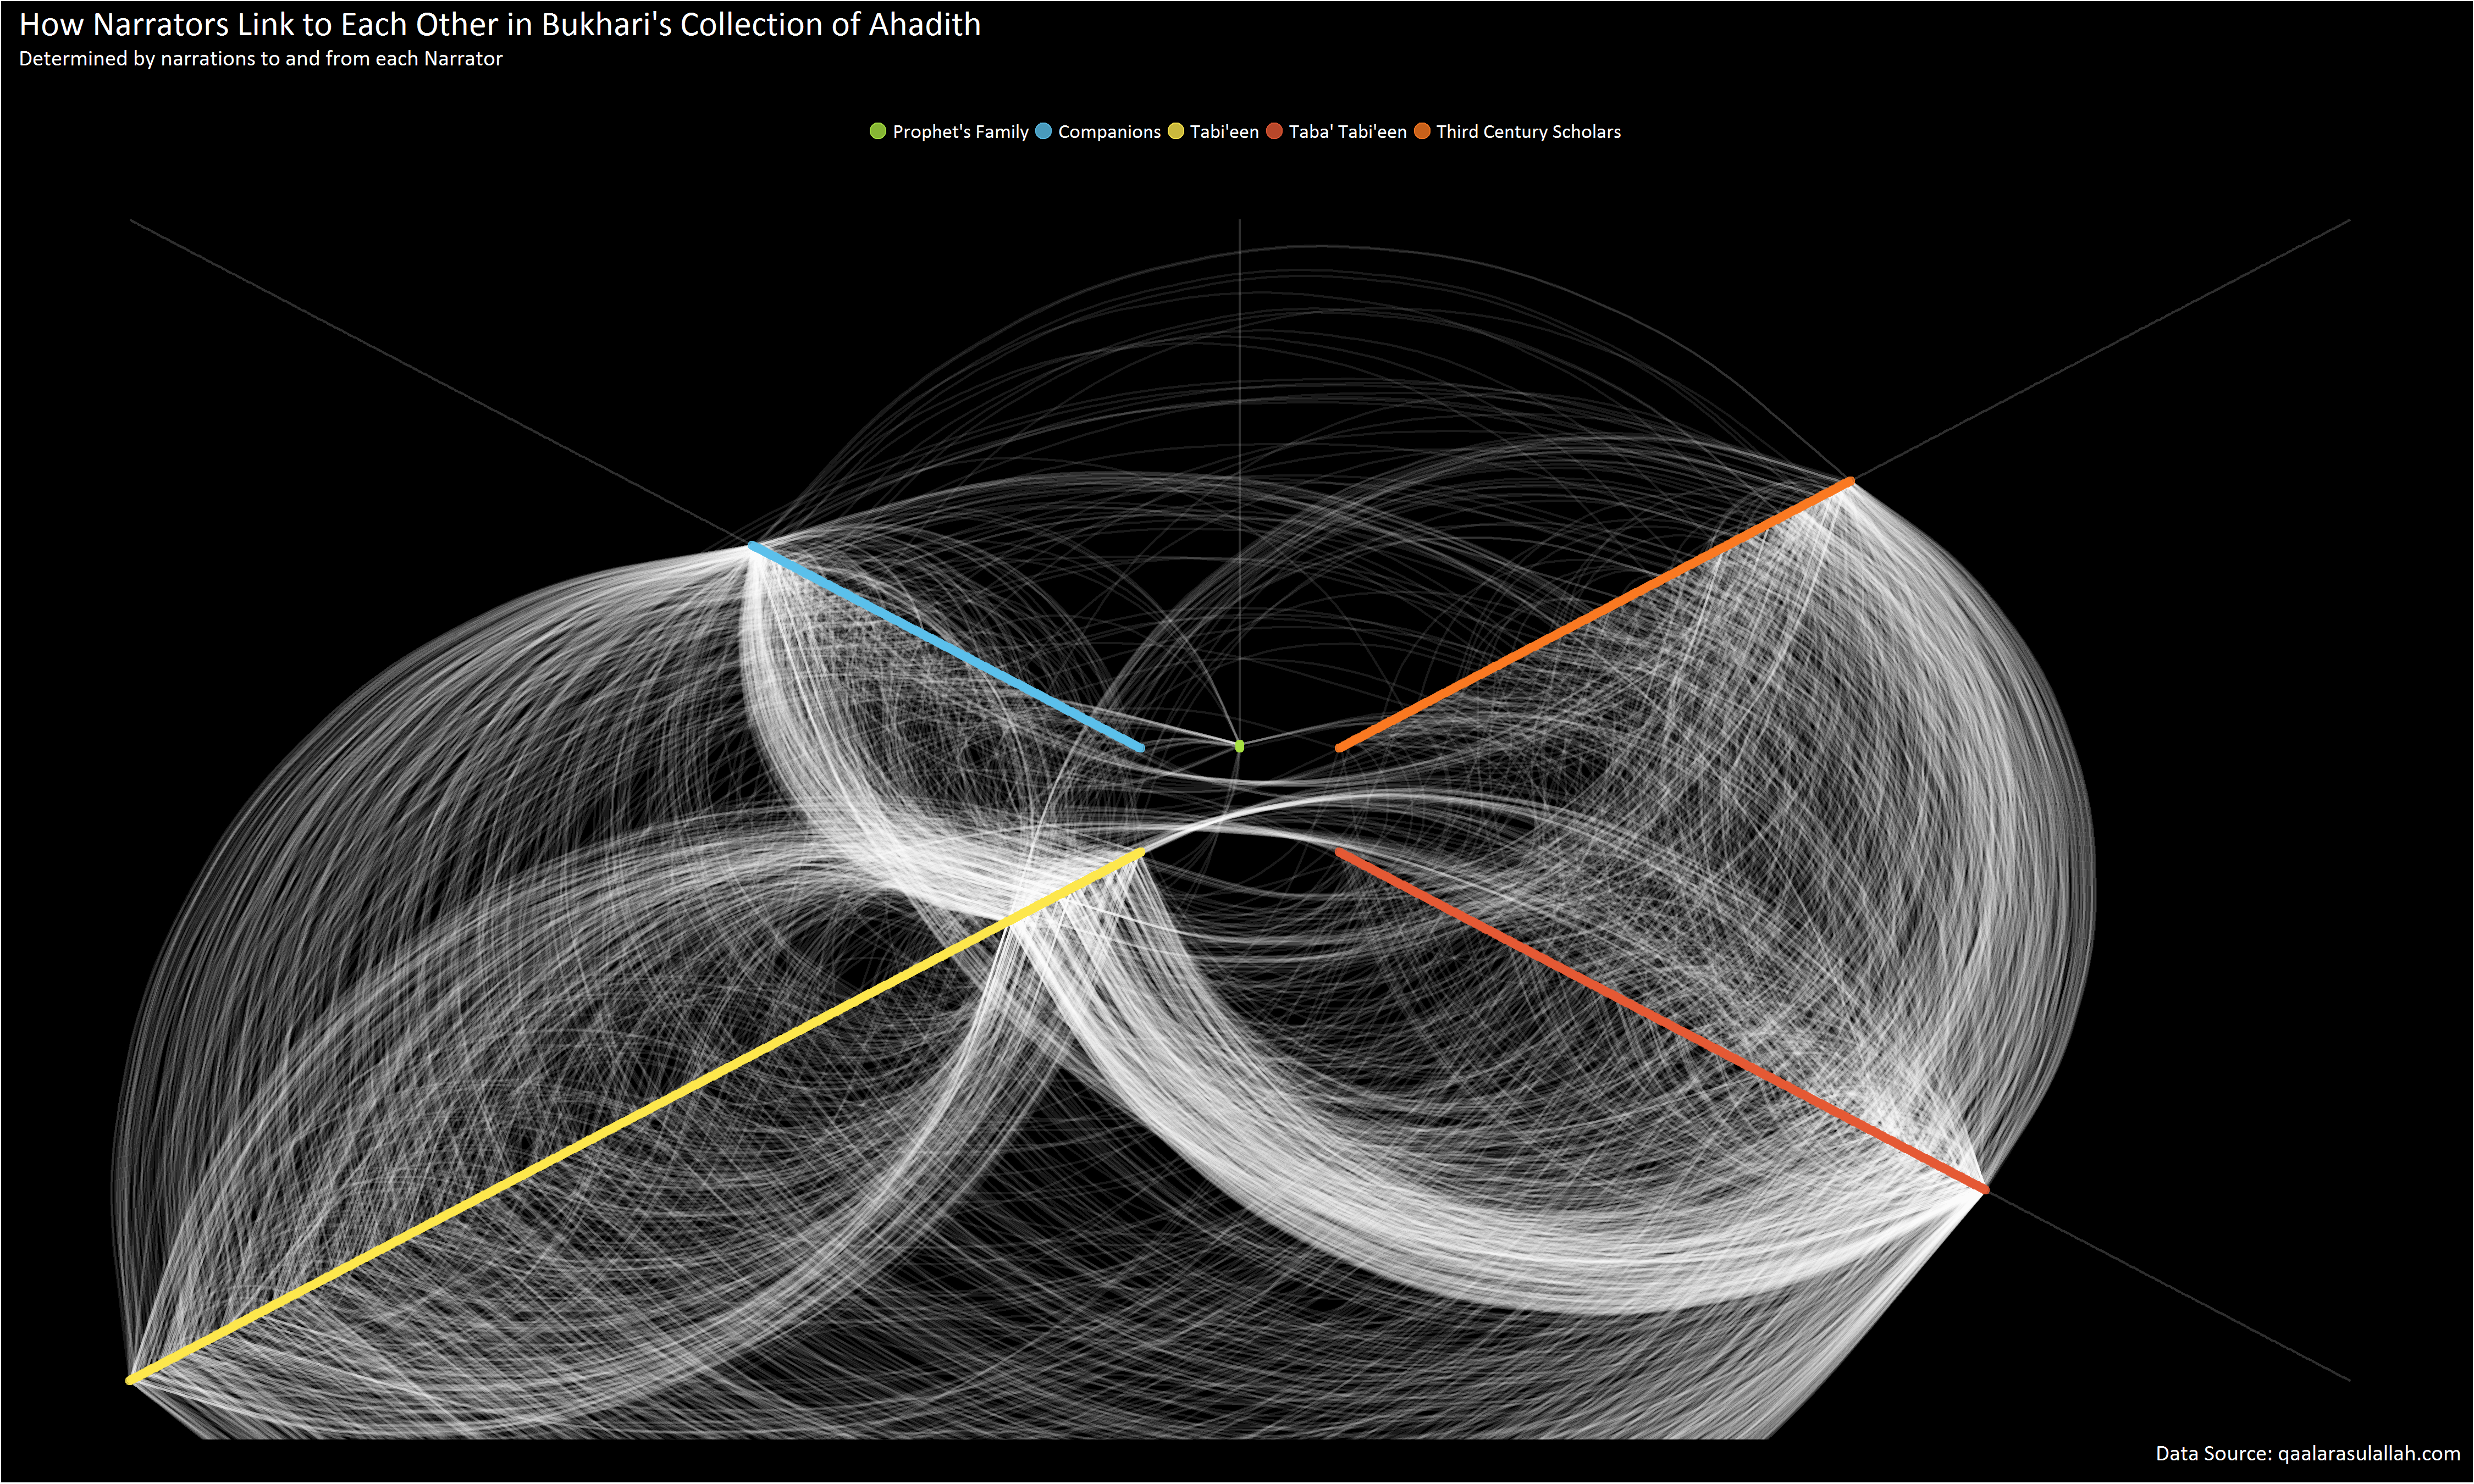 How Narrators Link to Each Other in Bukhari's Collection of Ahadith
Determined by narrations to and from each Narrator
Prophet's Family Companions Tabi'een Taba' Tabi'een Third Century Scholars
Data Source: qaalarasulallah.com